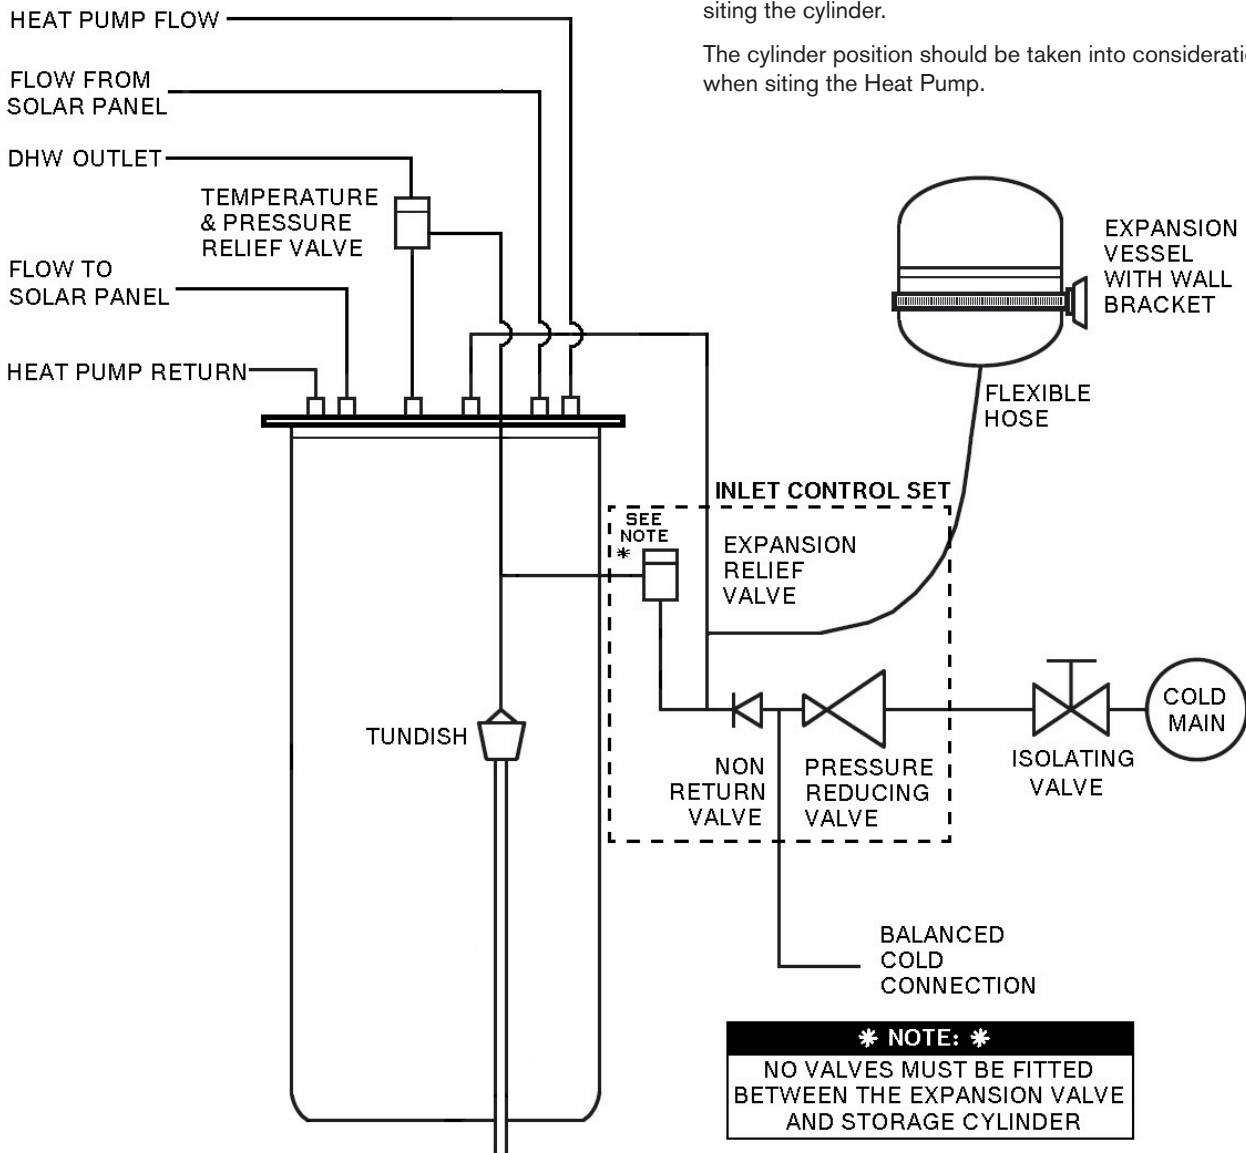 siting the cylinder.
The cylinder position should be taken into consideratio
when siting the Heat Pump.
HEAT PUMP FLOW
FLOW FROM
SOLAR PANEL
DHW OUTLET
TEMPERATURE
& PRESSURE
RELIEF VALVE
FLOW TO
SOLAR PANEL
HEAT PUMP RETURN
EXPANSION
VESSEL
WITH WALL
BRACKET
FLEXIBLE
HOSE
INLET CONTROL SET
SEE
NOTE
*
EXPANSION
RELIEF
VALVE
TUNDISH
NON
RETURN
VALVE
PRESSURE
REDUCING
VALVE
ISOLATING
VALVE
COLD
MAIN
BALANCED
COLD
CONNECTION
* NOTE: *
NO VALVES MUST BE FITTED
BETWEEN THE EXPANSION VALVE
AND STORAGE CYLINDER